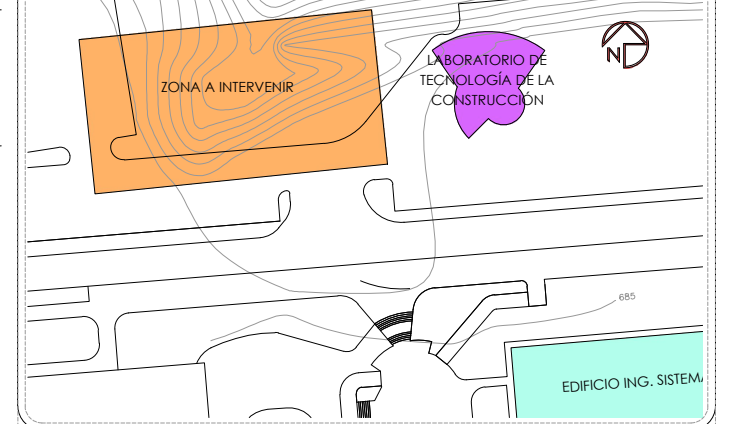 LABORATORIO DE
TECNOLOGÍA DE LA
CONSTRUCCIÓN
ZONA A INTERVENIR
N
685
EDIFICIO ING. SISTEMA